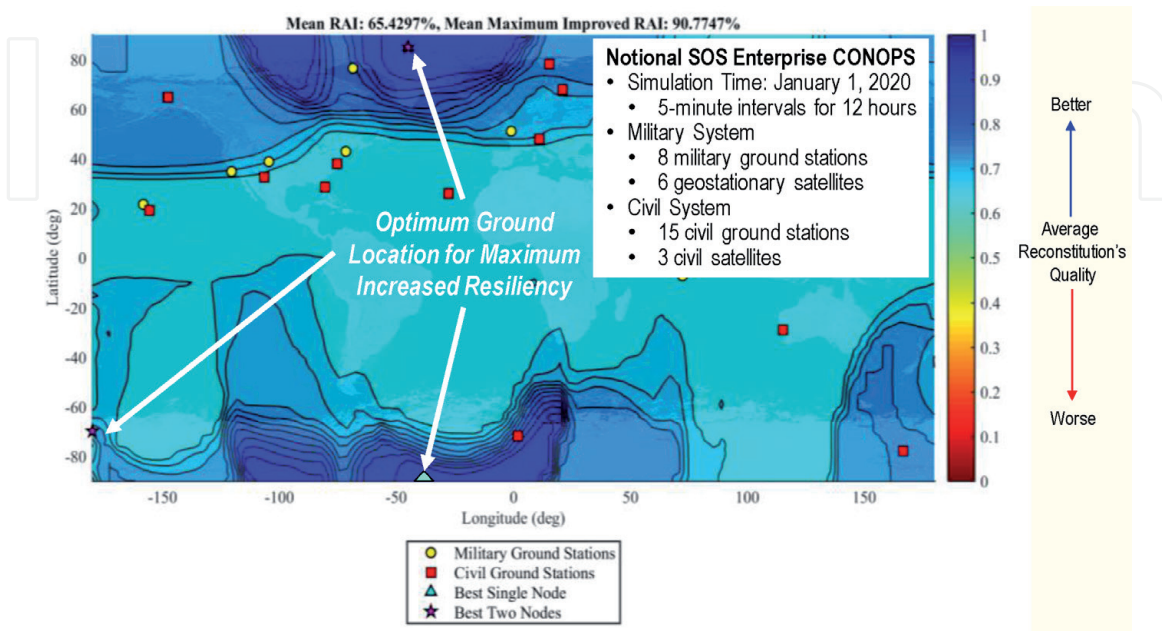 Mean RAI: 65.4297%, Mean Maximum Improved RAI: 90.7747%
Notional SOS Enterprise CONOPS
• Simulation Time: January 1, 2020
• 5-minute intervals for 12 hours
• Military System
• 8 military ground stations
• 6 geostationary satellites
• Civil System
• 15 civil ground stations
• 3 civil satellites
Optimum Ground
Location for Maximum
Increased Resiliency
Latitude (deg)
80
60
40
20
0
-20
-40
-60
-80
-150
-100
-50
0
50
100
150
Longitude (deg)
1
0.9
0.8
0.7
0.6
0.5
0.4
0.3
0.2
0.1
0
Better
Average
Reconstitution's
Quality
Worse
Military Ground Stations
Civil Ground Stations
Best Single Node
Best Two Nodes